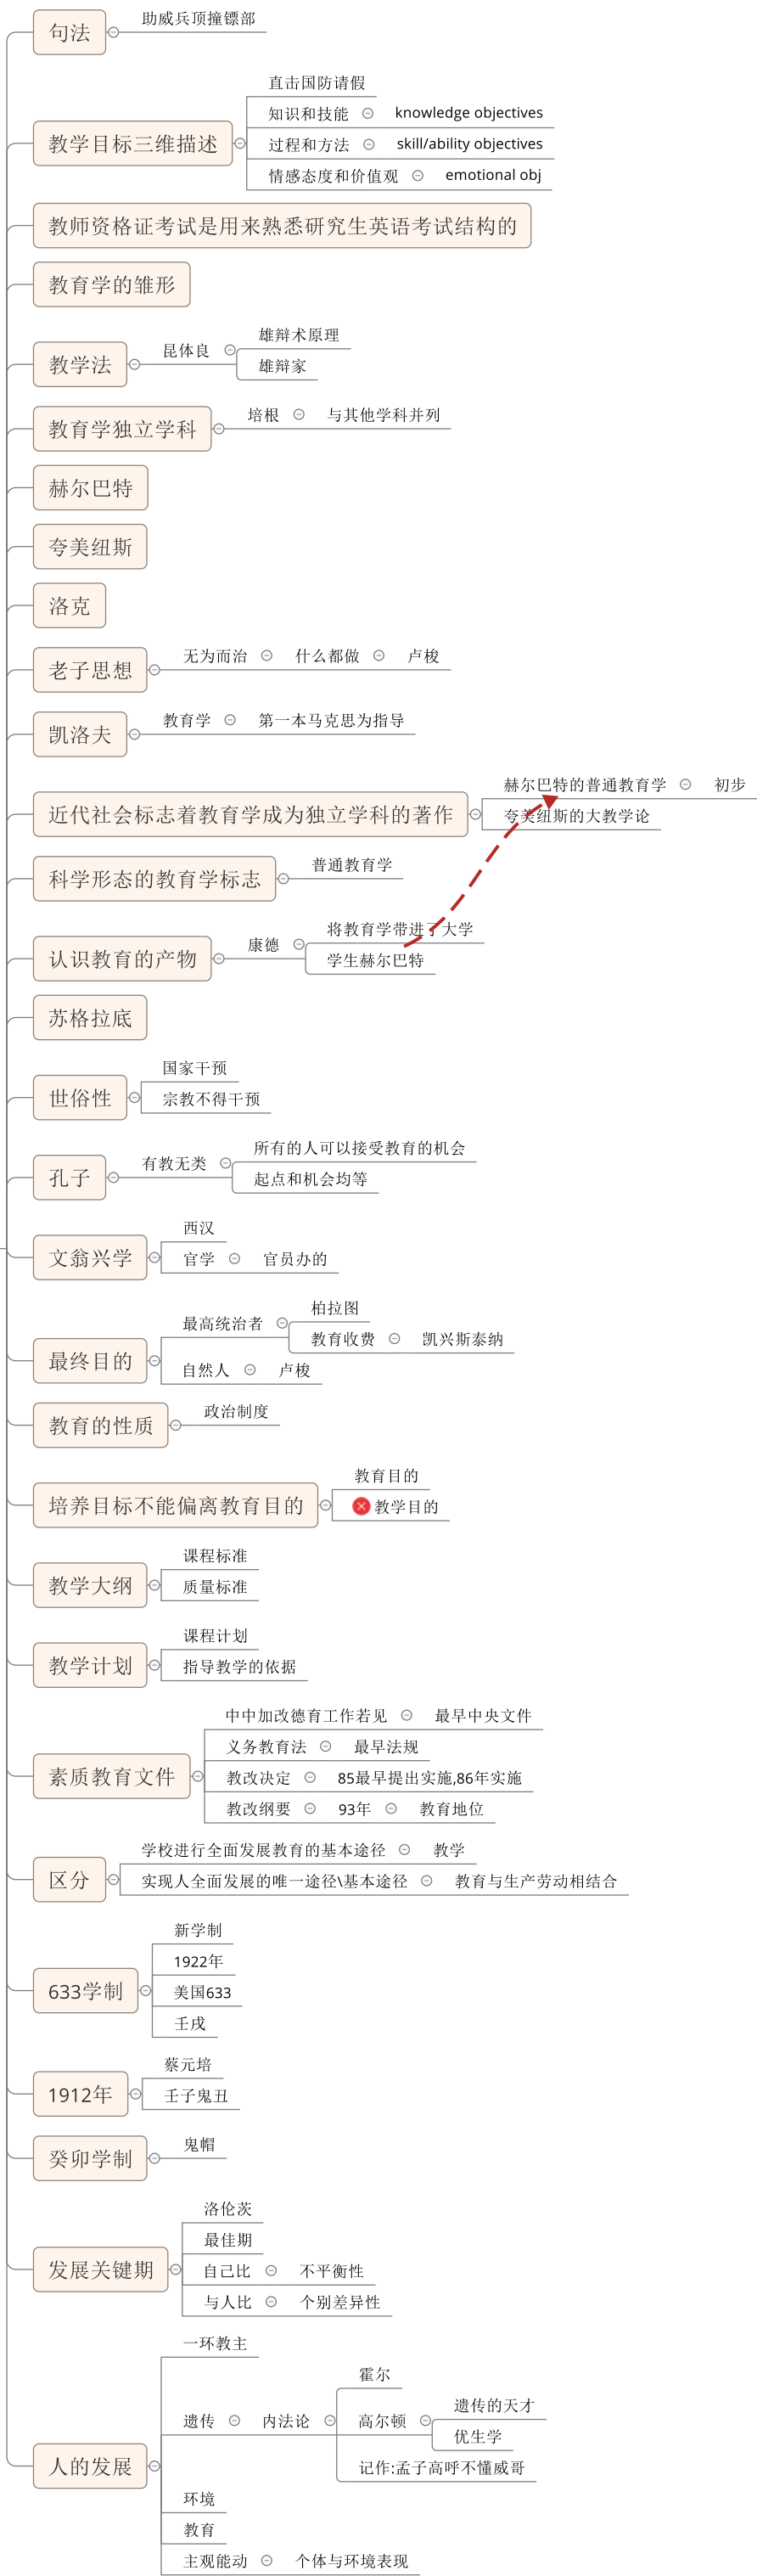 句法
助威兵顶撞镖部
教学目标三维描述
直击国防请假
知识和技能 knowledge objectives
过程和方法 skill/ability objectives
情感态度和价值观 emotional obj
教师资格证考试是用来熟悉研究生英语考试结构的
教育学的雏形
教学法
昆体良
雄辩术原理
雄辩家
教育学独立学科
培根 与其他学科并列
赫尔巴特
夸美纽斯
洛克
老子思想
无为而治 什么都做 卢梭
凯洛夫
教育学 第一本马克思为指导
近代社会标志着教育学成为独立学科的著作
赫尔巴特的普通教育学 初步
夸美纽斯的大教学论
科学形态的教育学标志
普通教育学
认识教育的产物
康德
将教育学带进了大学
学生赫尔巴特
苏格拉底
世俗性
国家干预
宗教不得干预
孔子
有教无类
所有的人可以接受教育的机会
起点和机会均等
文翁兴学
西汉
官学 官员办的
最终目的
最高统治者
柏拉图
教育收费 凯兴斯泰纳
自然人 卢梭
教育的性质
政治制度
培养目标不能偏离教育目的
教育目的
教学目的
教学大纲
课程标准
质量标准
教学计划
课程计划
指导教学的依据
素质教育文件
中中加改德育工作若见 最早中央文件
义务教育法 最早法规
教改决定 85最早提出实施,86年实施
教改纲要 93年 教育地位
区分
学校进行全面发展教育的基本途径 教学
实现人全面发展的唯一途径\基本途径 教育与生产劳动相结合
633学制
新学制
1922年
美国633
壬戌
1912年
蔡元培
壬子鬼丑
癸卯学制
鬼帽
发展关键期
洛伦茨
最佳期
自己比 不平衡性
与人比 个别差异性
人的发展
一环教主
遗传 内法论
霍尔
高尔顿
遗传的天才
优生学
记作:孟子高呼不懂威哥
环境
教育
主观能动 个体与环境表现